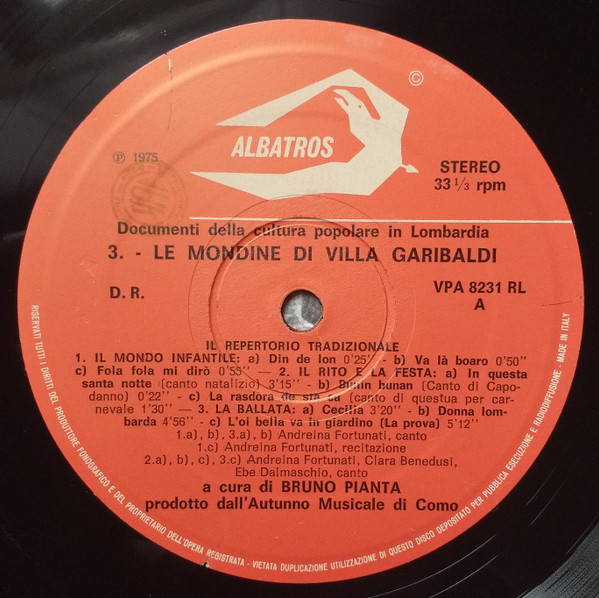 ©
ALBATROS
℗ 1975
STEREO
33 1/3 rpm
Documenti della cultura popolare in Lombardia
3. - LE MONDINE DI VILLA GARIBALDI
D. R.
VPA 8231 RL
A
IL REPERTORIO TRADIZIONALE
1. IL MONDO INFANTILE: a) Din de lon 0'25" - b) Va là boaro 0'50"
c) Fola fola mi dirò 0'55" — 2. IL RITO E LA FESTA: a) In questa
santa notte (canto natalizio) 3'15" - b) hunan (Canto di Capo-
danno) 0'22" - c) La rasdora de (canto di questua per car-
nevale 1'30" — 3. LA BALLATA: a) Cecilia 3'20" - b) Donna lom-
barda 4'56" - c) L'oi bella va in giardino (La prova) 5'12"
1.a), b), 3.a), b) Andreina Fortunati, canto
1.c) Andreina Fortunati, recitazione
2.a), b), c), 3.c) Andreina Fortunati, Clara Benedusi,
Ebe Dalmaschio, canto
a cura di BRUNO PIANTA
prodotto dall'Autunno Musicale di Como
RISERVATI TUTTI I DIRITTI DEL PRODUTTORE FONOGRAFICO E DEL PROPRIETARIO DELL'OPERA REGISTRATA - VIETATA DUPLICAZIONE UTILIZZAZIONE DI QUESTO DISCO DEPOSITATO PER PUBBLICA ESECUZIONE E RADIODIFFUSIONE - MADE IN ITALY